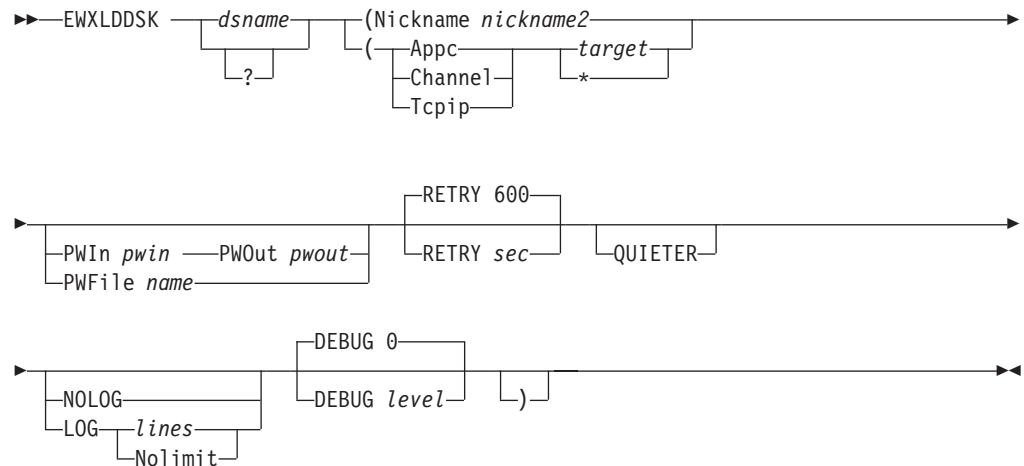 EWXLDDSK dsname (Nickname nickname2
? ( Appc target
Channel *
Tcpip
RETRY 600
PWIn pwin PWOut pwout RETRY sec QUIETER
PWFile name
DEBUG 0
NOLOG DEBUG level )
LOG lines
Nolimit